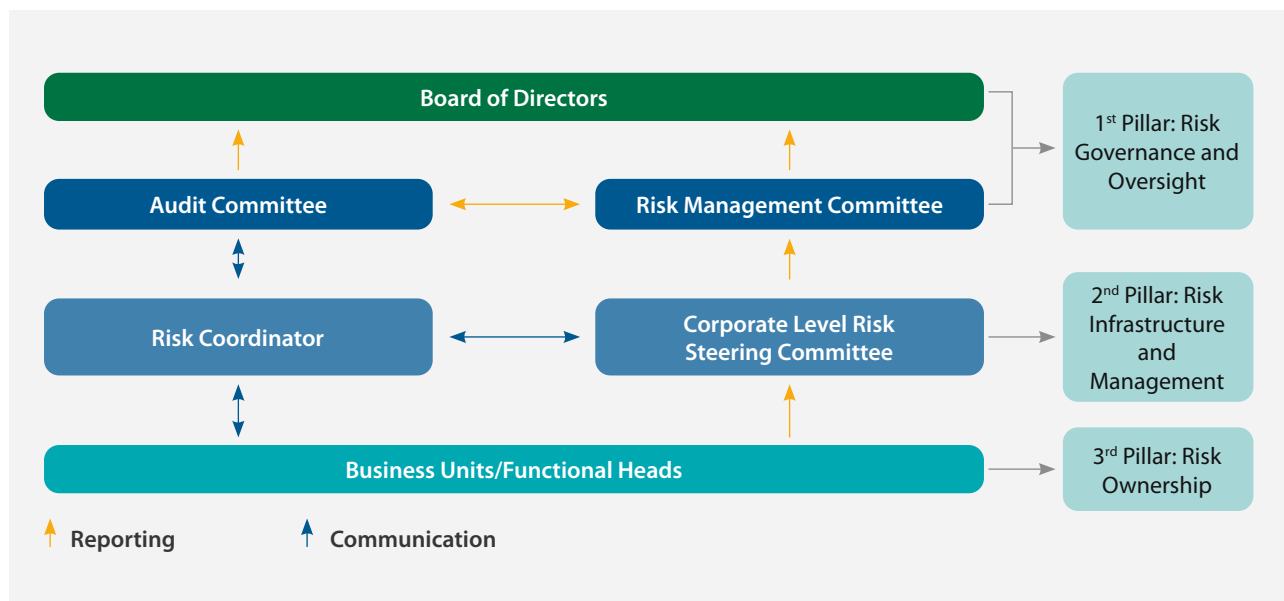 Board of Directors
1st Pillar: Risk
Governance and
Oversight
Audit Committee
Risk Management Committee
Risk Coordinator
Corporate Level Risk
Steering Committee
2nd Pillar: Risk
Infrastructure
and
Management
Business Units/Functional Heads
3rd Pillar: Risk
Ownership
Reporting
Communication